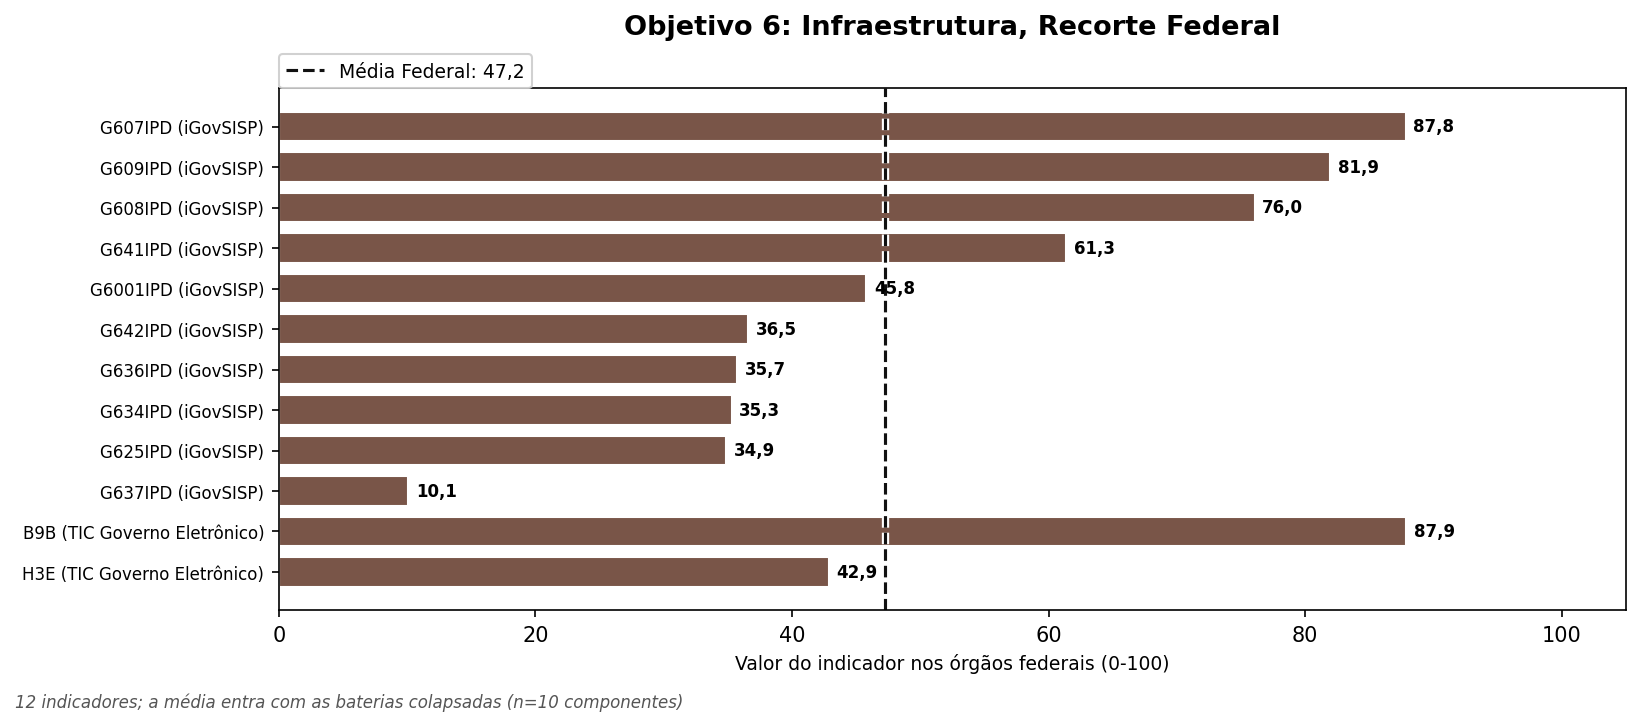 Objetivo 6: Infraestrutura, Recorte Federal
Média Federal: 47,2
G607IPD (iGovSISP) 87,8
G609IPD (iGovSISP) 81,9
G608IPD (iGovSISP) 76,0
G641IPD (iGovSISP) 61,3
G6001IPD (iGovSISP) 45,8
G642IPD (iGovSISP) 36,5
G636IPD (iGovSISP) 35,7
G634IPD (iGovSISP) 35,3
G625IPD (iGovSISP) 34,9
G637IPD (iGovSISP) 10,1
B9B (TIC Governo Eletrônico) 87,9
H3E (TIC Governo Eletrônico) 42,9
0 20 40 60 80 100
Valor do indicador nos órgãos federais (0-100)
12 indicadores; a média entra com as baterias colapsadas (n=10 componentes)